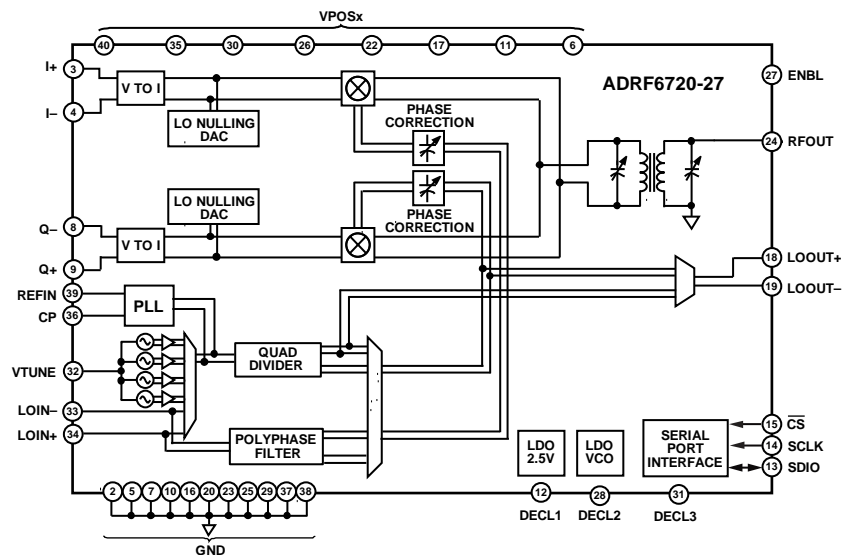 VPOSx
40 35 30 26 22 17 11 6
I+ 3
V TO I
I– 4
LO NULLING
DAC
PHASE
CORRECTION
ADRF6720-27
27 ENBL
24 RFOUT
LO NULLING
DAC
PHASE
CORRECTION
Q– 8
V TO I
Q+ 9
18 LOOUT+
19 LOOUT–
REFIN 39
CP 36
PLL
VTUNE 32
QUAD
DIVIDER
LOIN– 33
LOIN+ 34
POLYPHASE
FILTER
LDO
2.5V
LDO
VCO
SERIAL
PORT
INTERFACE
15 CS
14 SCLK
13 SDIO
2 5 7 10 16 20 23 25 29 37 38
GND
12
DECL1
28
DECL2
31
DECL3